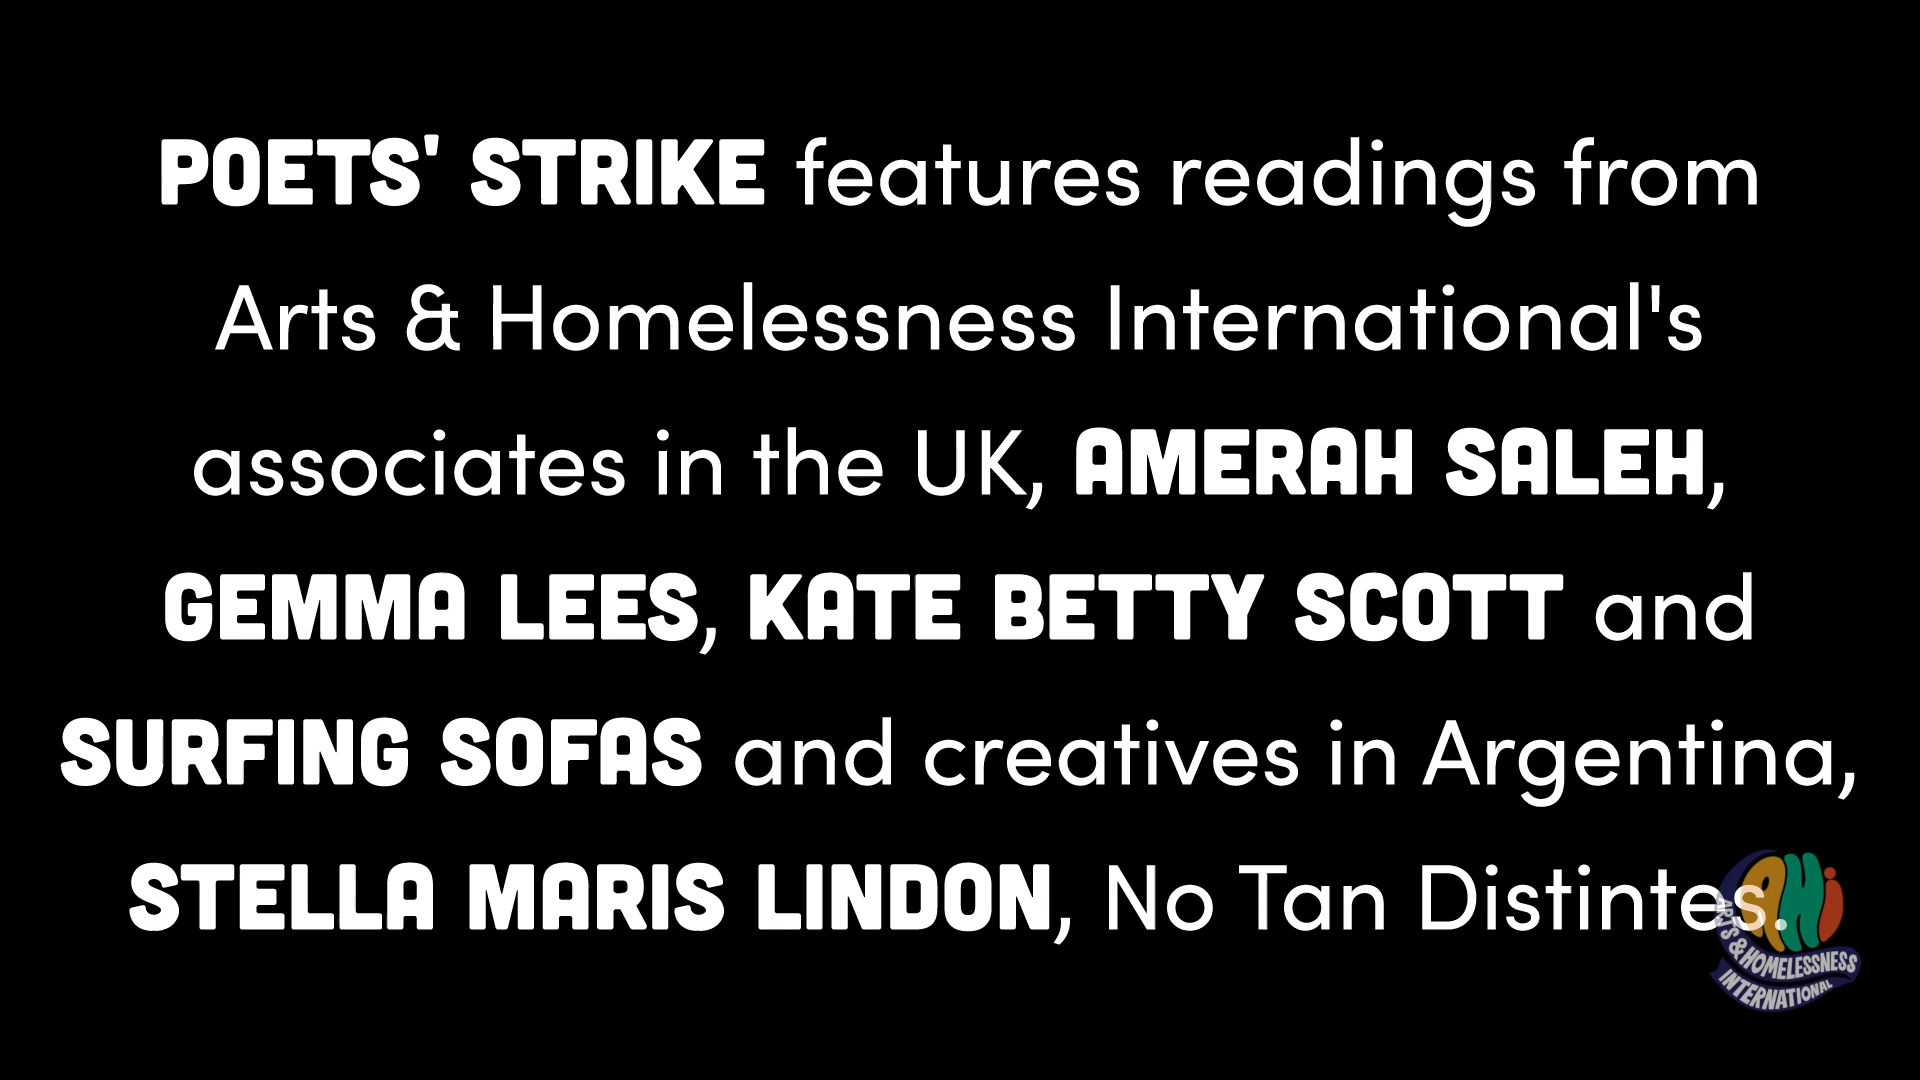 POETS' STRIKE features readings from
Arts & Homelessness International's
associates in the UK, AMERAH SALEH,
GEMMA LEES, KATE BETTY SCOTT and
SURFING SOFAS and creatives in Argentina,
STELLA MARIS LINDON, No Tan Distintes.
AHi
ARTS & HOMELESSNESS
INTERNATIONAL